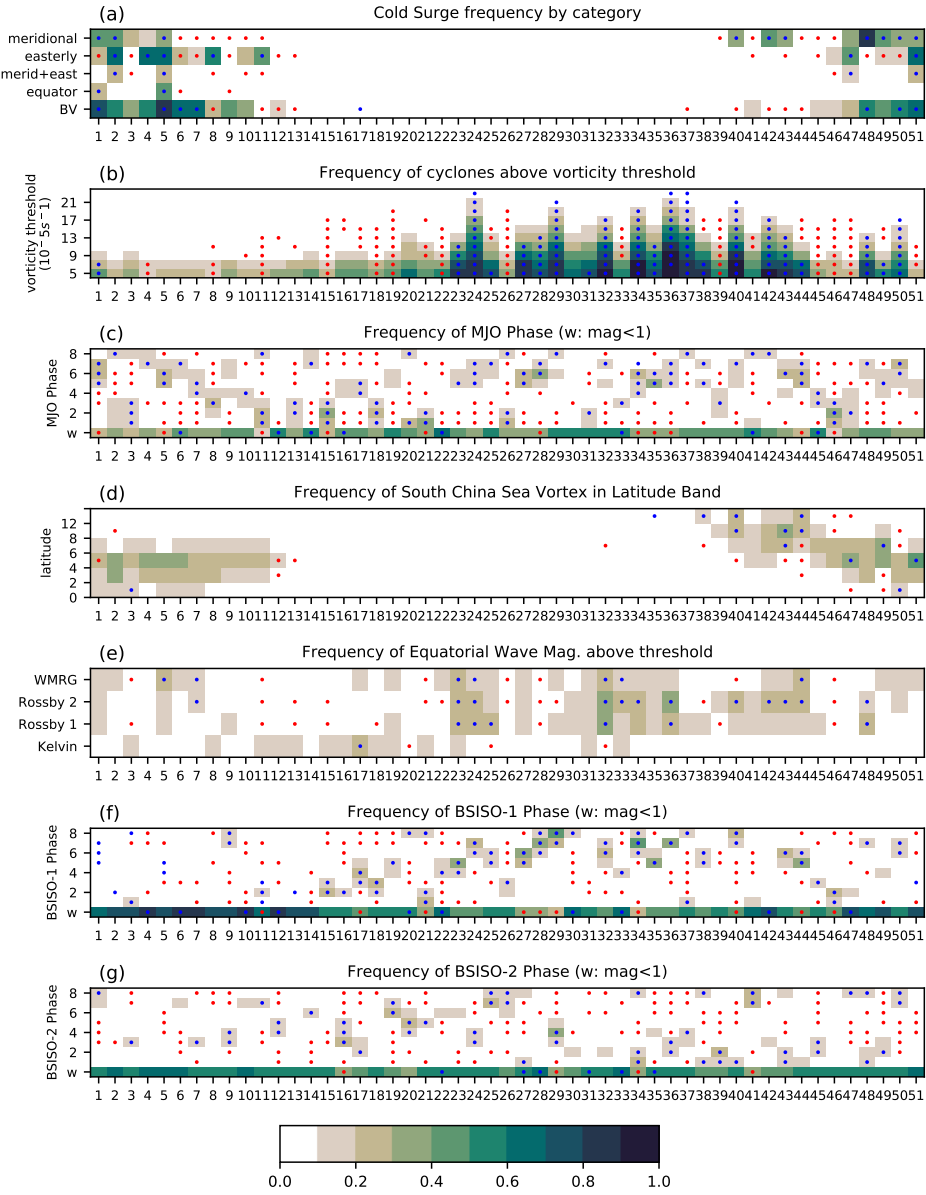 (a) Cold Surge frequency by category
meridional
easterly
merid+east
equator
BV
1 2 3 4 5 6 7 8 9 10 11 12 13 14 15 16 17 18 19 20 21 22 23 24 25 26 27 28 29 30 31 32 33 34 35 36 37 38 39 40 41 42 43 44 45 46 47 48 49 50 51
(b) Frequency of cyclones above vorticity threshold
vorticity threshold
(10⁻5s⁻1)
21
17
13
9
5
1 2 3 4 5 6 7 8 9 10 11 12 13 14 15 16 17 18 19 20 21 22 23 24 25 26 27 28 29 30 31 32 33 34 35 36 37 38 39 40 41 42 43 44 45 46 47 48 49 50 51
(c) Frequency of MJO Phase (w: mag<1)
MJO Phase
8
6
4
2
w
1 2 3 4 5 6 7 8 9 10 11 12 13 14 15 16 17 18 19 20 21 22 23 24 25 26 27 28 29 30 31 32 33 34 35 36 37 38 39 40 41 42 43 44 45 46 47 48 49 50 51
(d) Frequency of South China Sea Vortex in Latitude Band
latitude
12
8
6
4
2
0
1 2 3 4 5 6 7 8 9 10 11 12 13 14 15 16 17 18 19 20 21 22 23 24 25 26 27 28 29 30 31 32 33 34 35 36 37 38 39 40 41 42 43 44 45 46 47 48 49 50 51
(e) Frequency of Equatorial Wave Mag. above threshold
WMRG
Rossby 2
Rossby 1
Kelvin
1 2 3 4 5 6 7 8 9 10 11 12 13 14 15 16 17 18 19 20 21 22 23 24 25 26 27 28 29 30 31 32 33 34 35 36 37 38 39 40 41 42 43 44 45 46 47 48 49 50 51
(f) Frequency of BSISO-1 Phase (w: mag<1)
BSISO-1 Phase
8
6
4
2
w
1 2 3 4 5 6 7 8 9 10 11 12 13 14 15 16 17 18 19 20 21 22 23 24 25 26 27 28 29 30 31 32 33 34 35 36 37 38 39 40 41 42 43 44 45 46 47 48 49 50 51
(g) Frequency of BSISO-2 Phase (w: mag<1)
BSISO-2 Phase
8
6
4
2
w
1 2 3 4 5 6 7 8 9 10 11 12 13 14 15 16 17 18 19 20 21 22 23 24 25 26 27 28 29 30 31 32 33 34 35 36 37 38 39 40 41 42 43 44 45 46 47 48 49 50 51
0.0 0.2 0.4 0.6 0.8 1.0